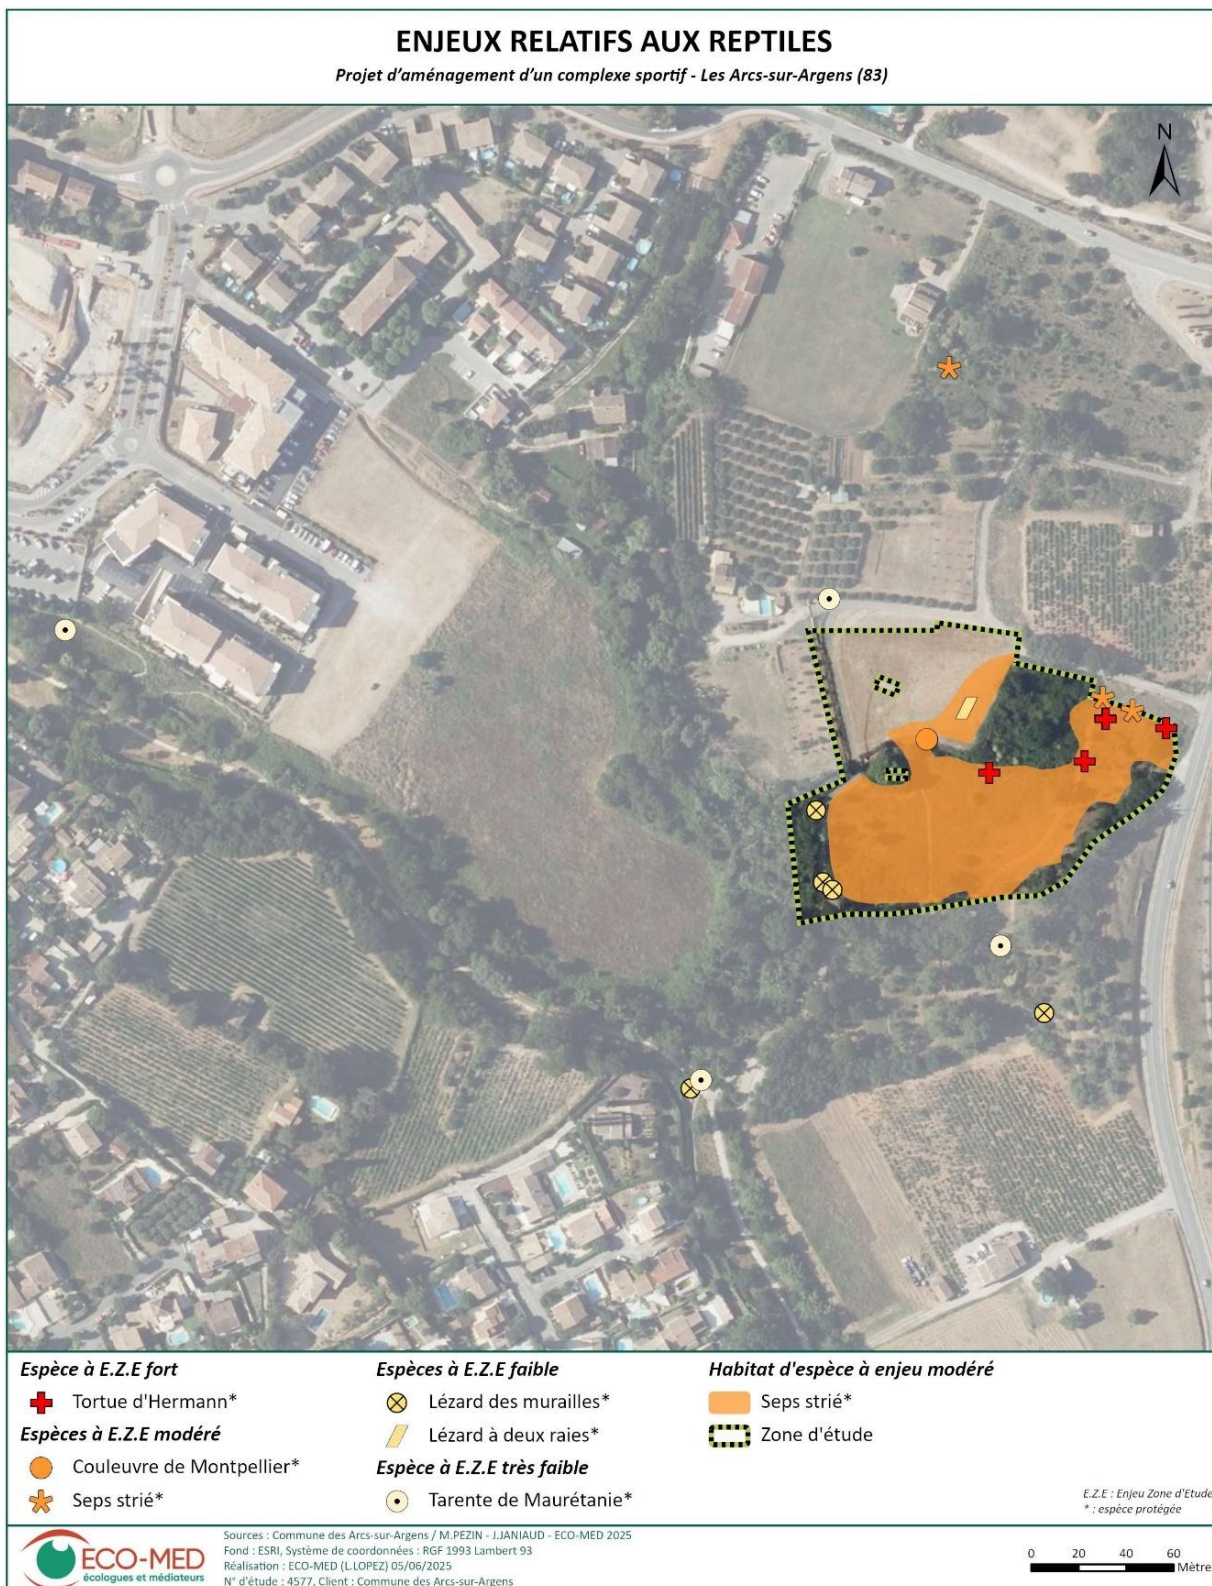 ENJEUX RELATIFS AUX REPTILES
Projet d'aménagement d'un complexe sportif - Les Arcs-sur-Argens (83)
N
Espèce à E.Z.E fort
Tortue d'Hermann*
Espèces à E.Z.E modéré
Couleuvre de Montpellier*
Seps strié*
Espèces à E.Z.E faible
Lézard des murailles*
Lézard à deux raies*
Espèce à E.Z.E très faible
Tarente de Maurétanie*
Habitat d'espèce à enjeu modéré
Seps strié*
Zone d'étude
E.Z.E : Enjeu Zone d'Etude
* : espèce protégée
ECO-MED
écologues et médiateurs
Sources : Commune des Arcs-sur-Argens / M.PEZIN - J.JANIAUD - ECO-MED 2025
Fond : ESRI, Système de coordonnées : RGF 1993 Lambert 93
Réalisation : ECO-MED (L.LOPEZ) 05/06/2025
N° d'étude : 4577, Client : Commune des Arcs-sur-Argens
0 20 40 60
Mètre